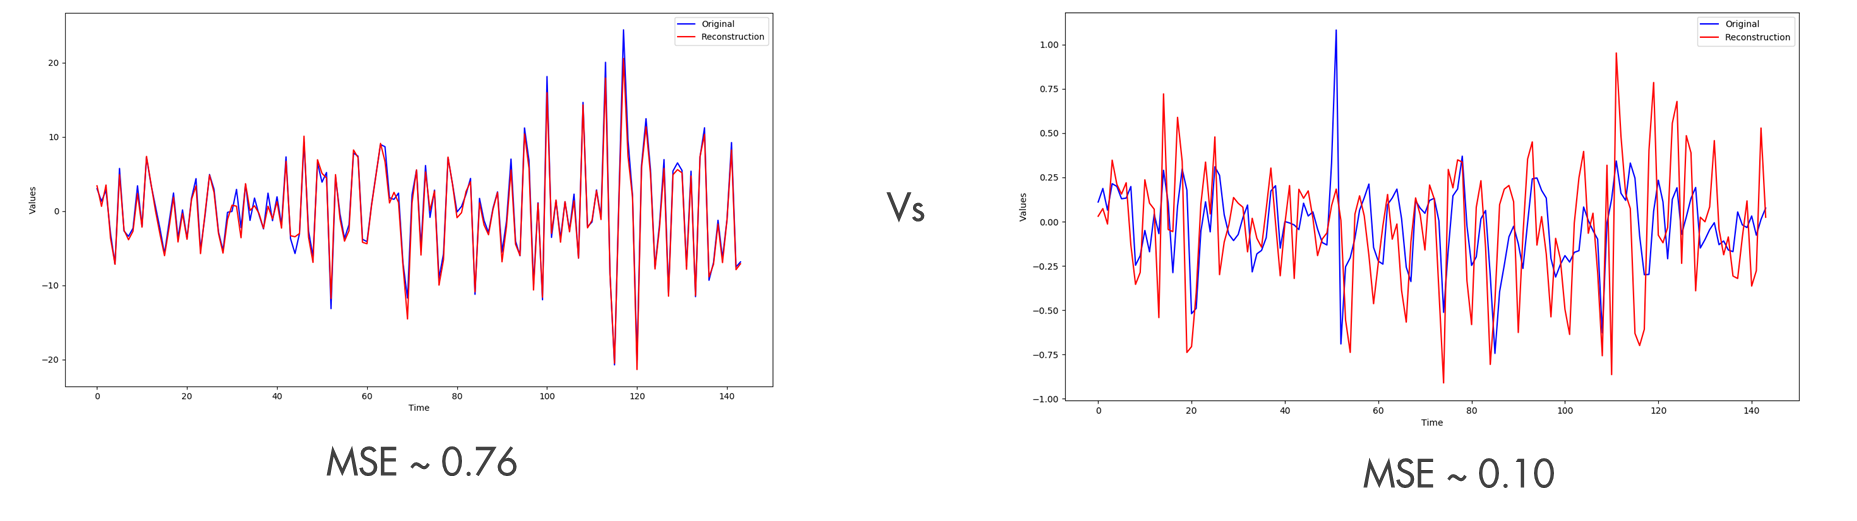 Original
Reconstruction
20
10
0
−10
−20
Values
0
20
40
60
80
100
120
140
Time
MSE ~ 0.76
Vs
Original
Reconstruction
1.00
0.75
0.50
0.25
0.00
−0.25
−0.50
−0.75
−1.00
Values
0
20
40
60
80
100
120
140
Time
MSE ~ 0.10